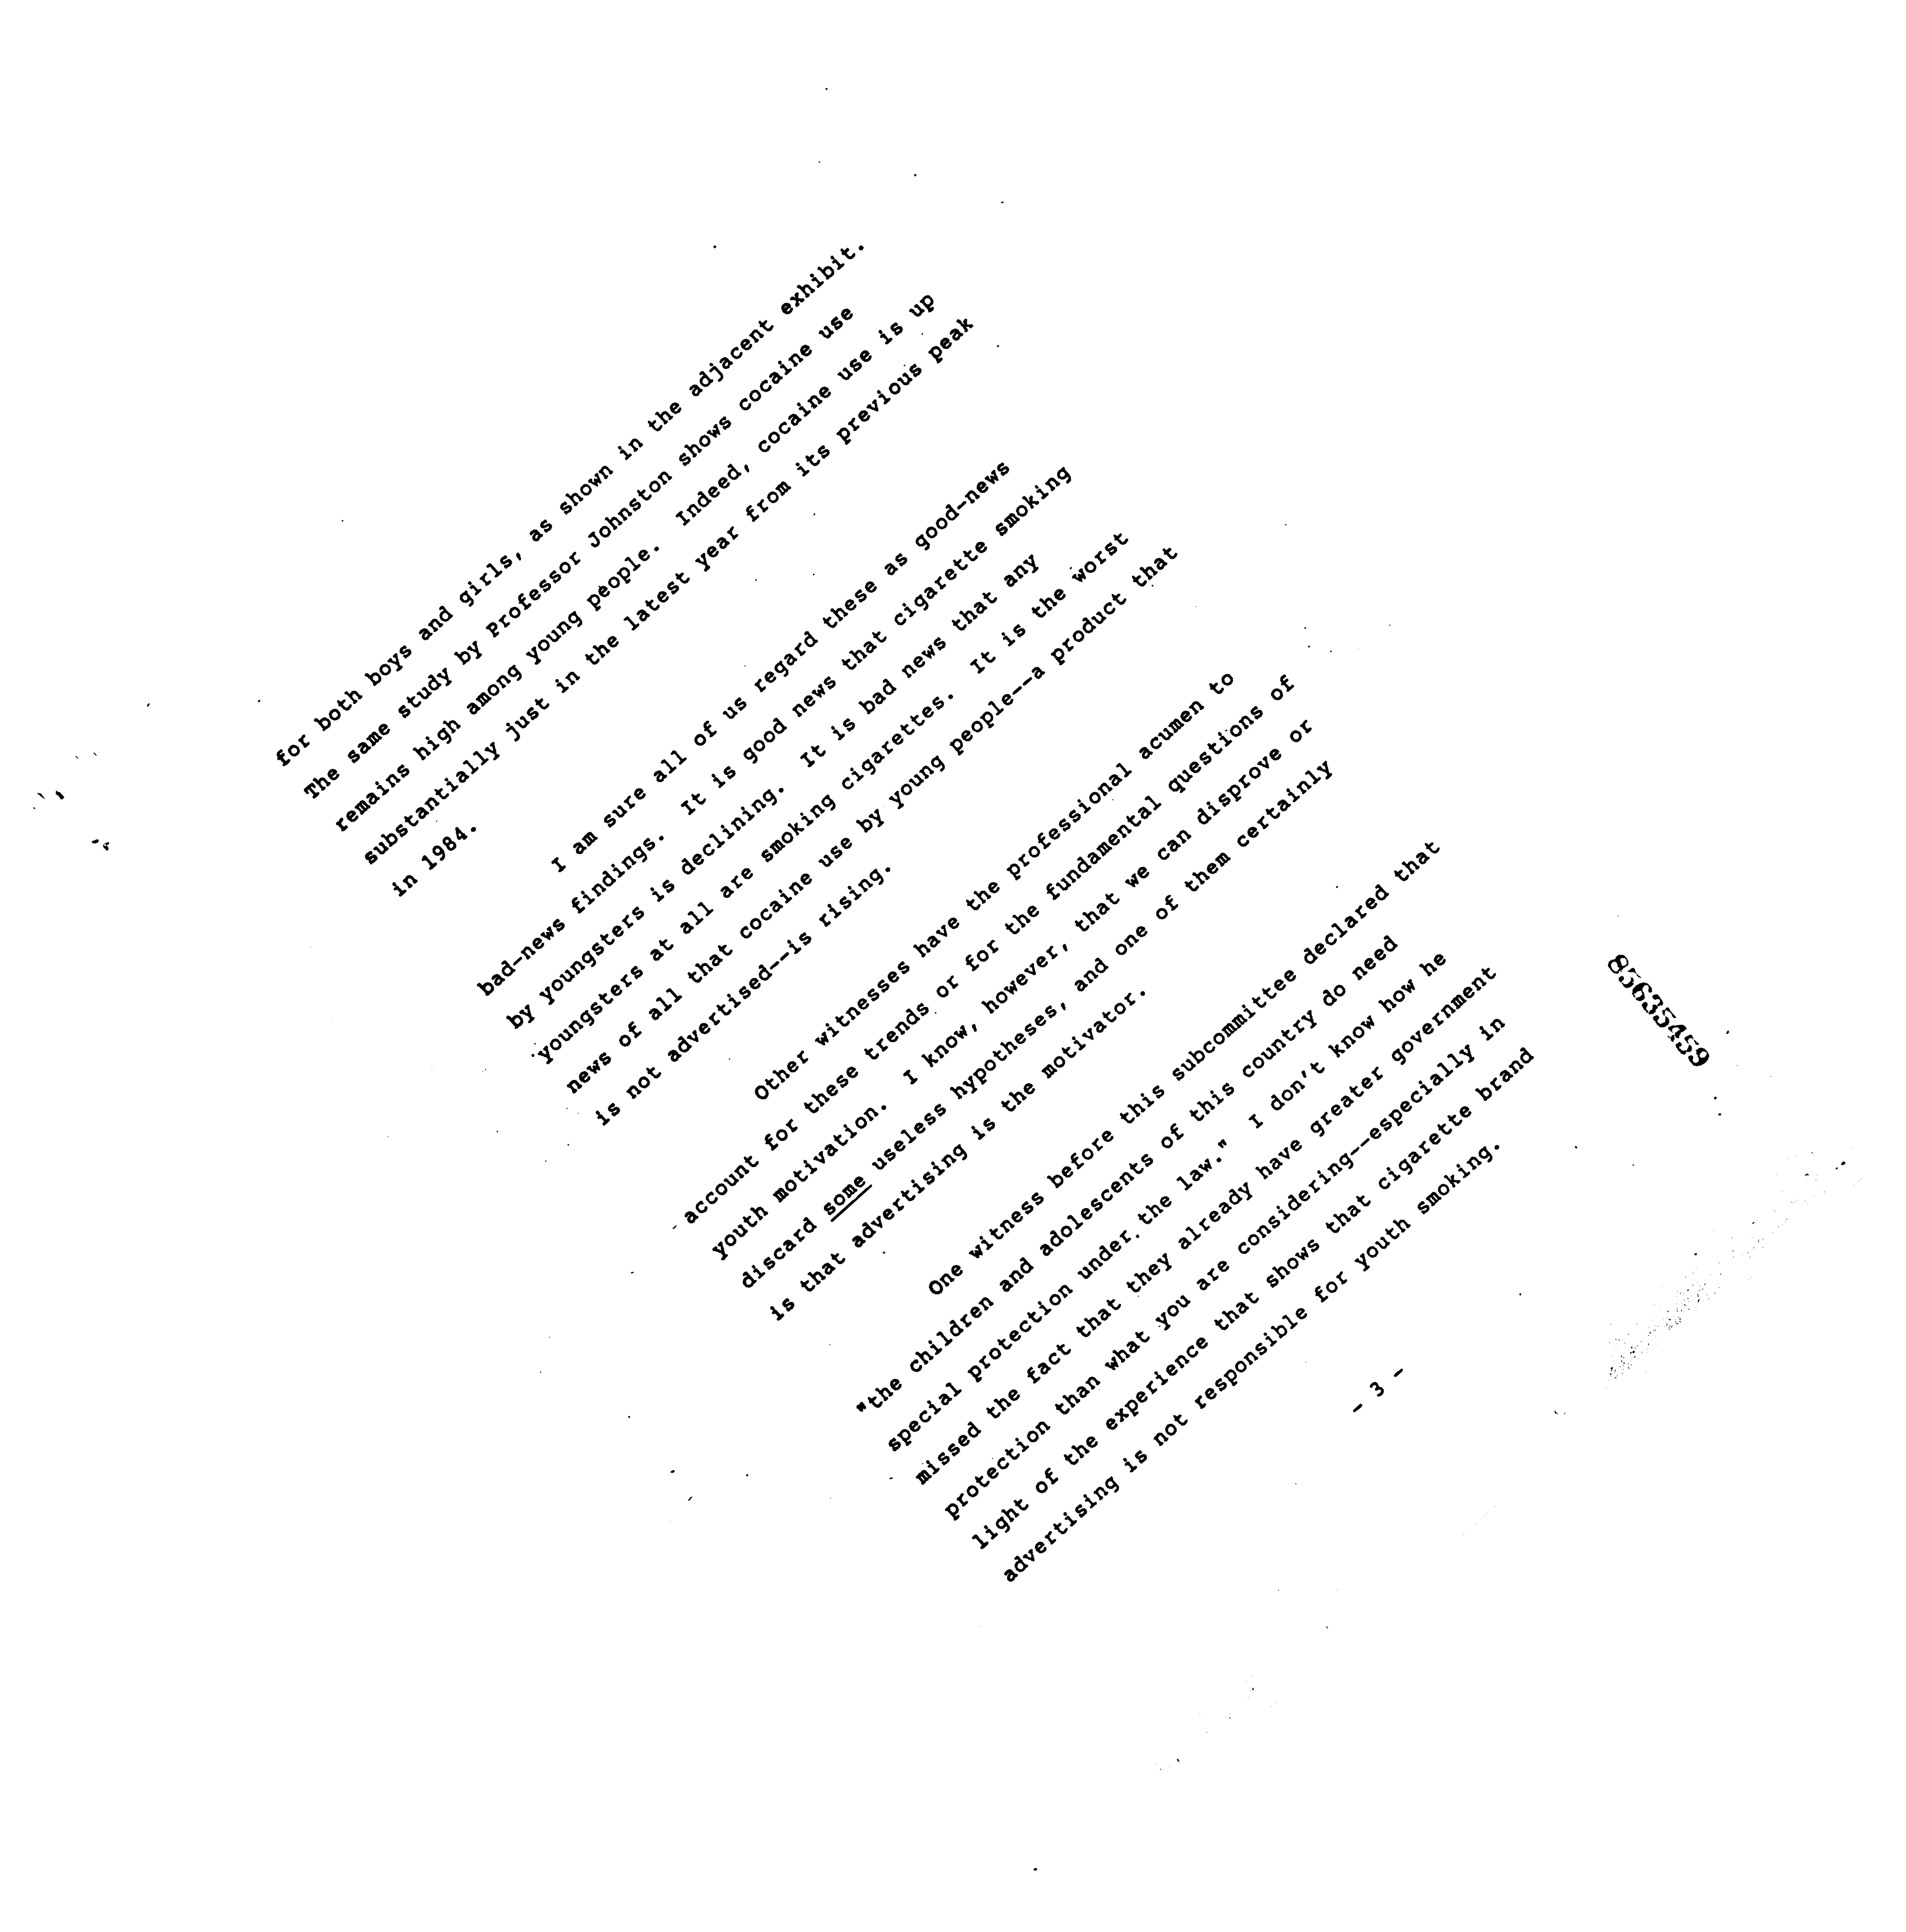 for both boys and girls, as shown in the adjacent exhibit.
The same study by Professor Johnston shows cocaine use
remains high among young people.  Indeed, cocaine use is up
substantially just in the latest year from its previous peak
in 1984.
I am sure all of us regard these as good-news
bad-news findings.  It is good news that cigarette smoking
by youngsters is declining.  It is bad news that any
youngsters at all are smoking cigarettes.  It is the worst
news of all that cocaine use by young people--a product that
is not advertised--is rising.
Other witnesses have the professional acumen to
account for these trends or for the fundamental questions of
youth motivation.  I know, however, that we can disprove or
discard some useless hypotheses, and one of them certainly
is that advertising is the motivator.
One witness before this subcommittee declared that
"the children and adolescents of this country do need
special protection under the law."  I don't know how he
missed the fact that they already have greater government
protection than what you are considering--especially in
light of the experience that shows that cigarette brand
advertising is not responsible for youth smoking.
- 3 -
85635459